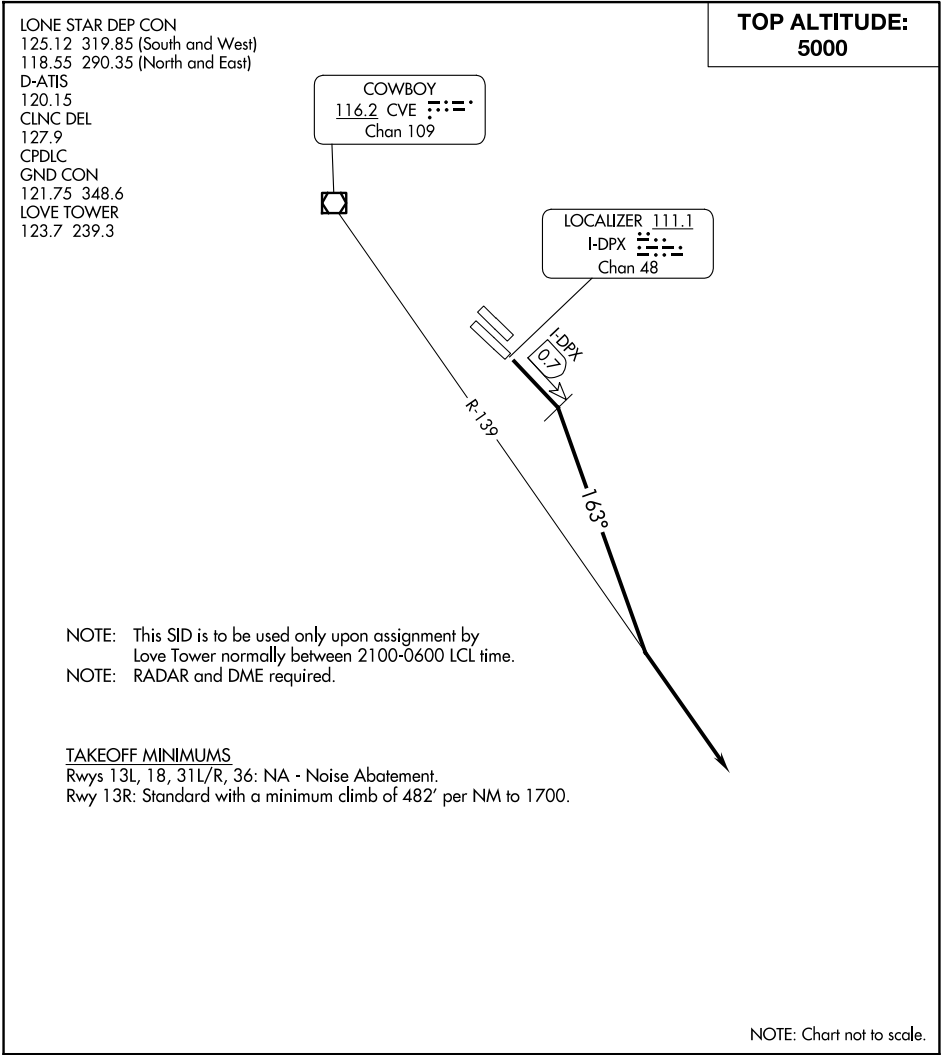 LONE STAR DEP CON
125.12 319.85 (South and West)
118.55 290.35 (North and East)
D-ATIS
120.15
CLNC DEL
127.9
CPDLC
GND CON
121.75 348.6
LOVE TOWER
123.7 239.3
TOP ALTITUDE:
5000
COWBOY
116.2 CVE
Chan 109
LOCALIZER 111.1
I-DPX
Chan 48
I-DPX
0.7
R-139
163°
NOTE: This SID is to be used only upon assignment by
Love Tower normally between 2100-0600 LCL time.
NOTE: RADAR and DME required.
TAKEOFF MINIMUMS
Rwys 13L, 18, 31L/R, 36: NA - Noise Abatement.
Rwy 13R: Standard with a minimum climb of 482' per NM to 1700.
NOTE: Chart not to scale.